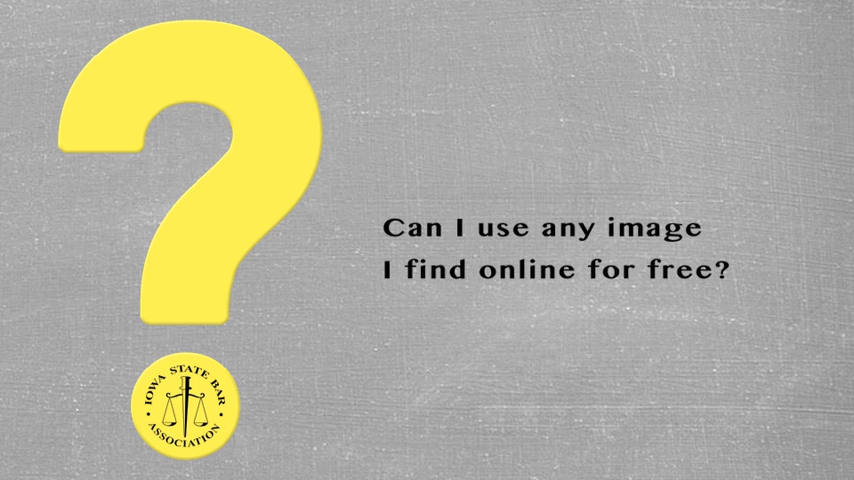 Can I use any image
I find online for free?
IOWA STATE BAR
ASSOCIATION